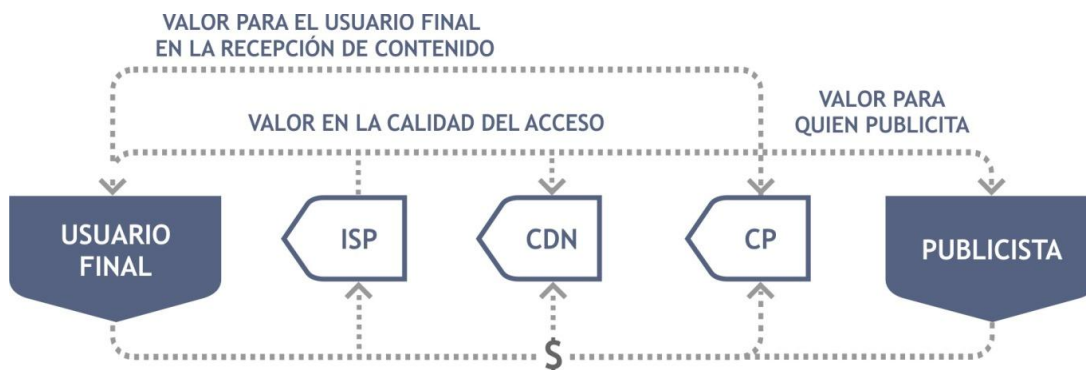 VALOR PARA EL USUARIO FINAL
EN LA RECEPCIÓN DE CONTENIDO
VALOR EN LA CALIDAD DEL ACCESO
VALOR PARA
QUIEN PUBLICITA
USUARIO
FINAL
ISP
CDN
CP
PUBLICISTA
$